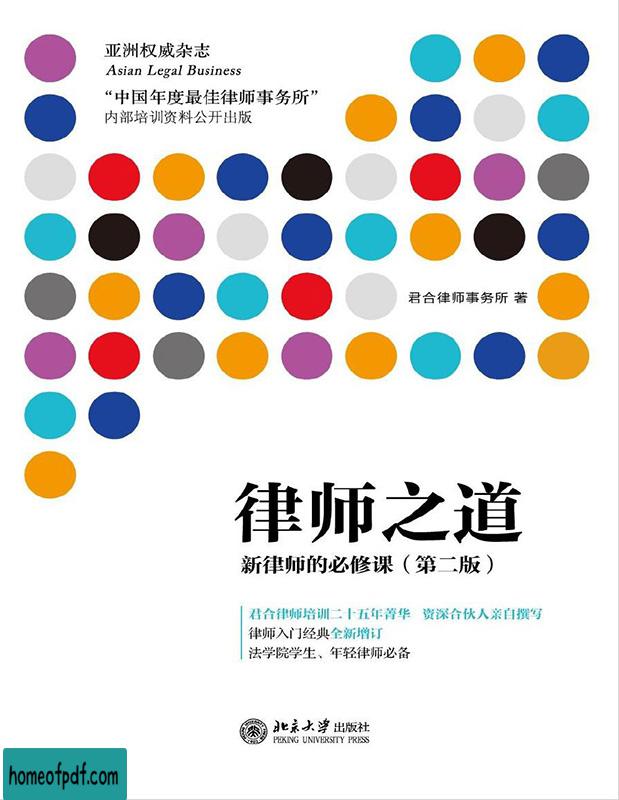 亚洲权威杂志
Asian Legal Business
“中国年度最佳律师事务所”
内部培训资料公开出版
君合律师事务所 著
律师之道
新律师的必修课（第二版）
君合律师培训二十五年菁华 资深合伙人亲自撰写
律师入门经典全新增订
法学院学生、年轻律师必备
北京大学出版社
PEKING UNIVERSITY PRESS
homeofpdf.com